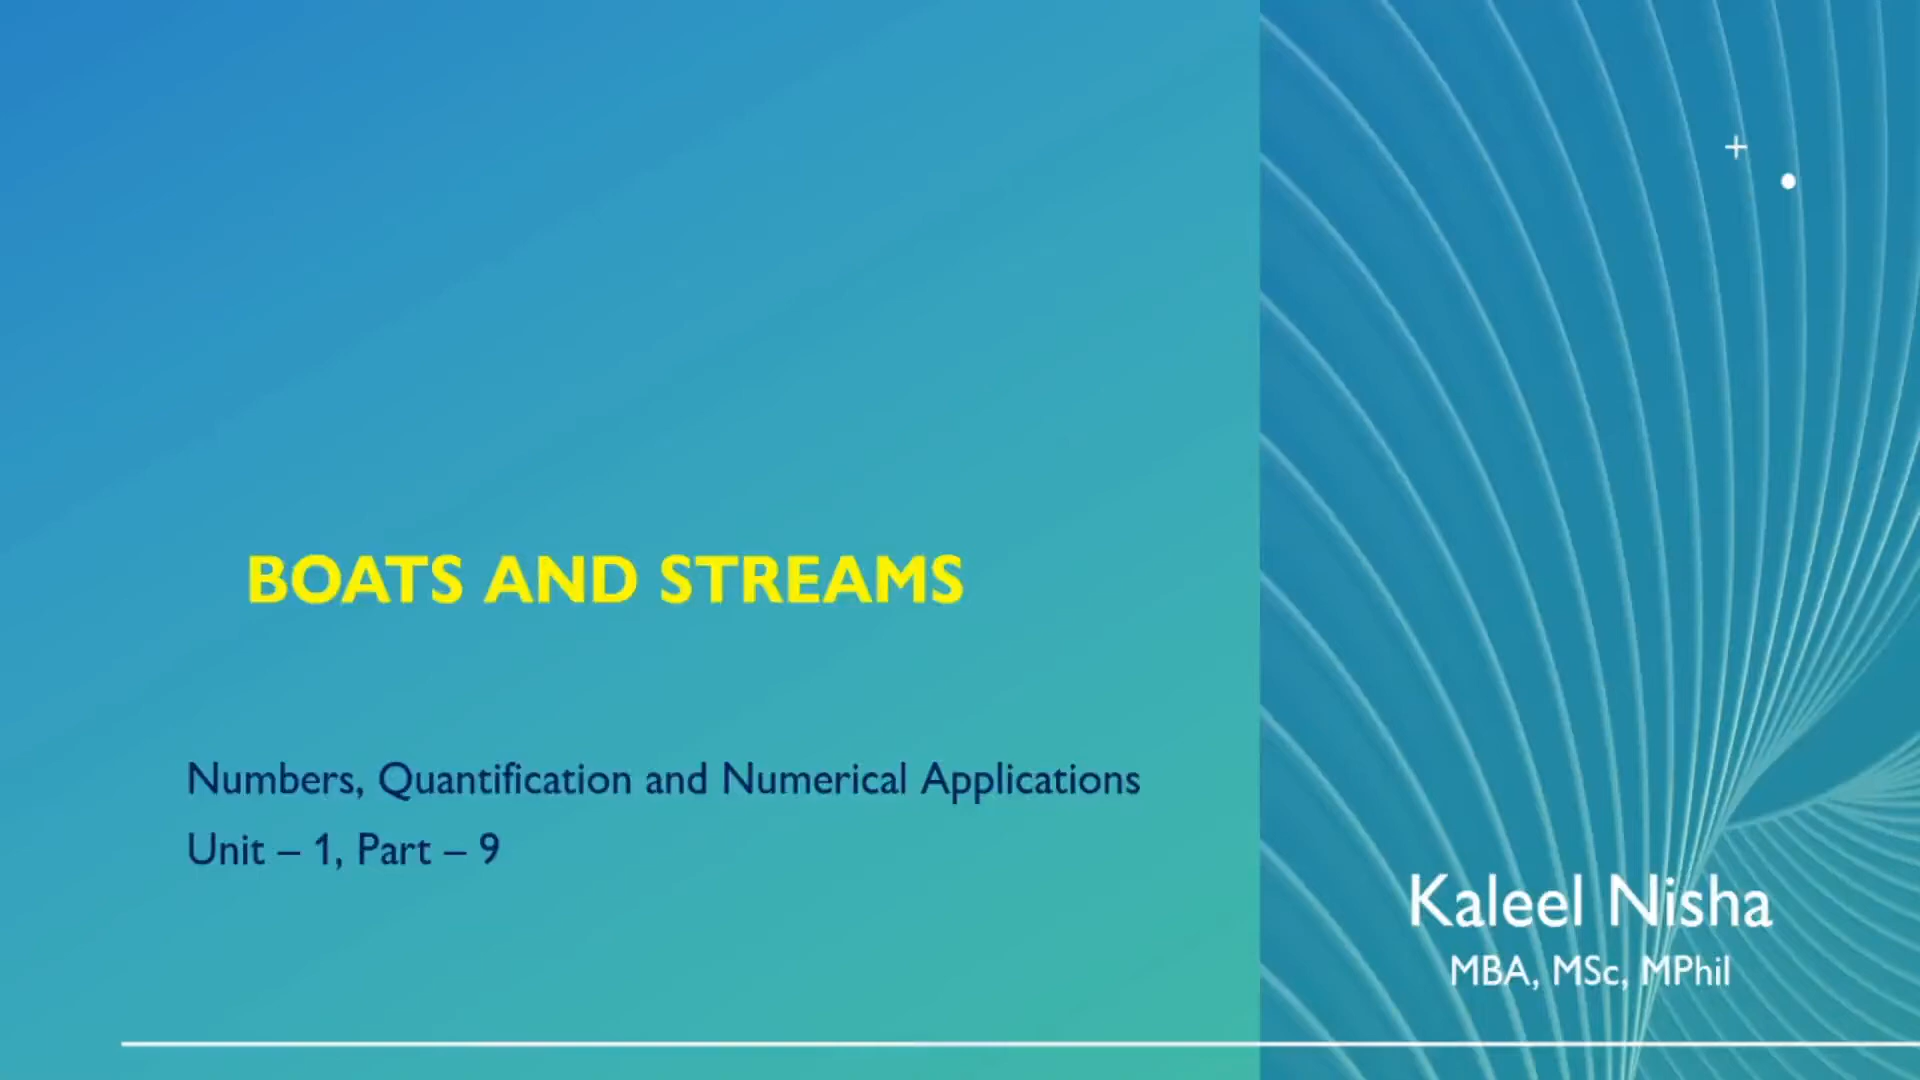 BOATS AND STREAMS
Numbers, Quantification and Numerical Applications
Unit – 1, Part – 9
Kaleel Nisha
MBA, MSc, MPhil